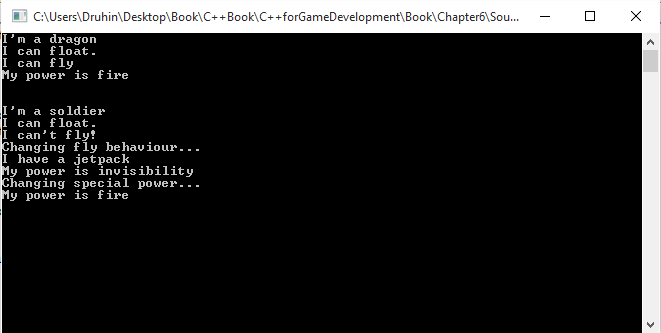 C:\Users\Druhin\Desktop\Book\C++Book\C++forGameDevelopment\Book\Chapter6\Sou...
I'm a dragon
I can float.
I can fly
My power is fire
I'm a soldier
I can float.
I can't fly!
Changing fly behaviour...
I have a jetpack
My power is invisibility
Changing special power...
My power is fire